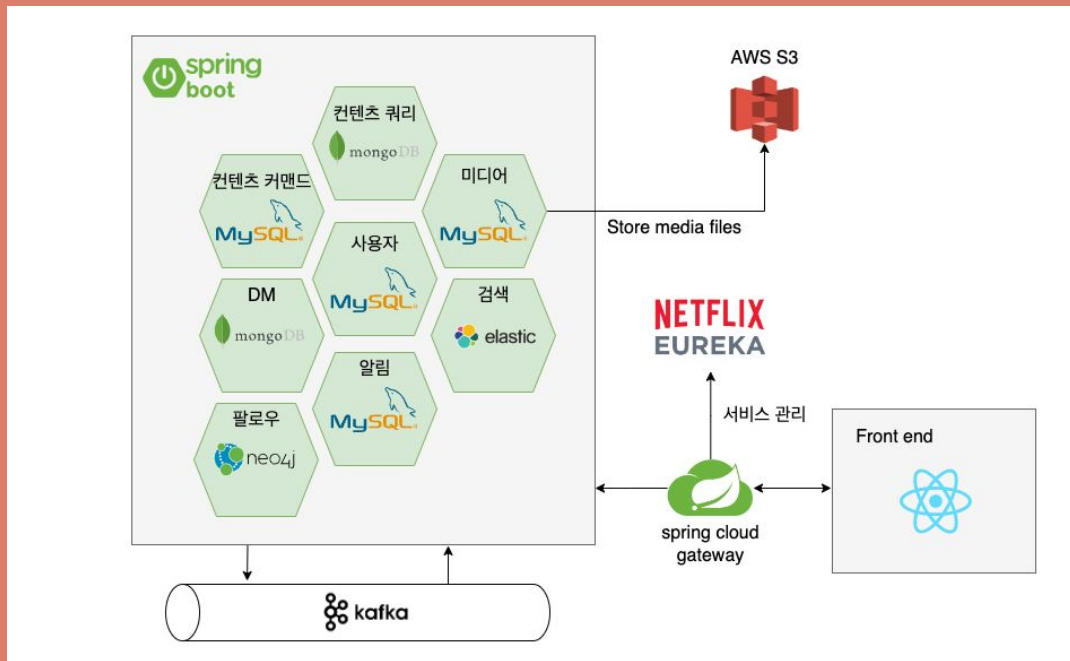 spring
boot
컨텐츠 쿼리
mongoDB
컨텐츠 커맨드
MySQL
미디어
MySQL
사용자
MySQL
DM
mongoDB
검색
elastic
알림
MySQL
팔로우
neo4j
AWS S3
Store media files
NETFLIX
EUREKA
서비스 관리
Front end
spring cloud
gateway
kafka